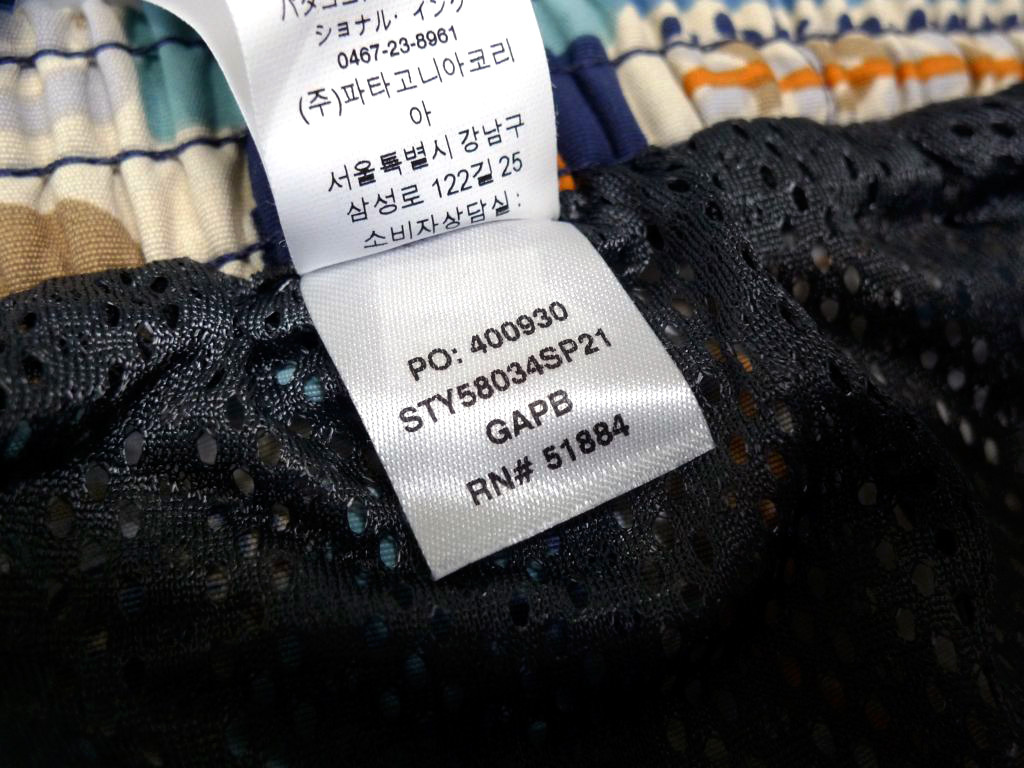 ショナル・インク
0467-23-8961
(주)파타고니아코리
아
서울특별시 강남구
삼성로 122길 25
소비자상담실:
PO: 400930
STY58034SP21
GAPB
RN# 51884